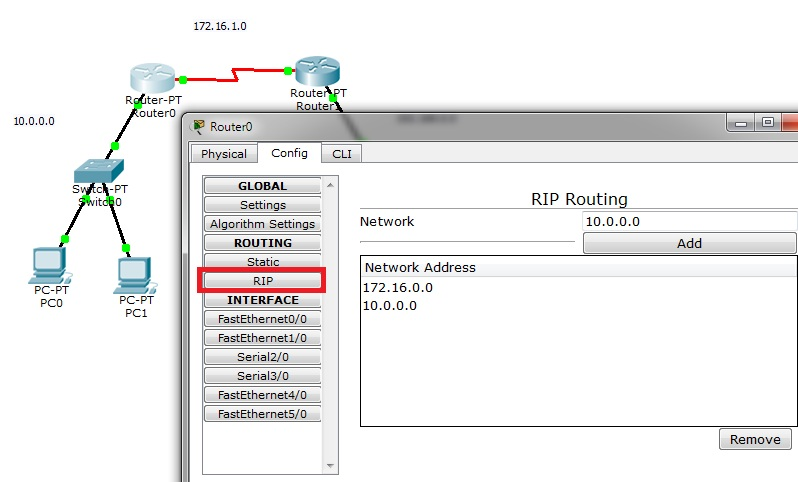 172.16.1.0
Router-PT
Router0
Router-PT
Router
10.0.0.0
Switch-PT
Switch0
PC-PT
PC0
PC-PT
PC1
Router0
Physical Config CLI
GLOBAL
Settings
Algorithm Settings
ROUTING
Static
RIP
INTERFACE
FastEthernet0/0
FastEthernet1/0
Serial2/0
Serial3/0
FastEthernet4/0
FastEthernet5/0
RIP Routing
Network 10.0.0.0
Add
Network Address
172.16.0.0
10.0.0.0
Remove